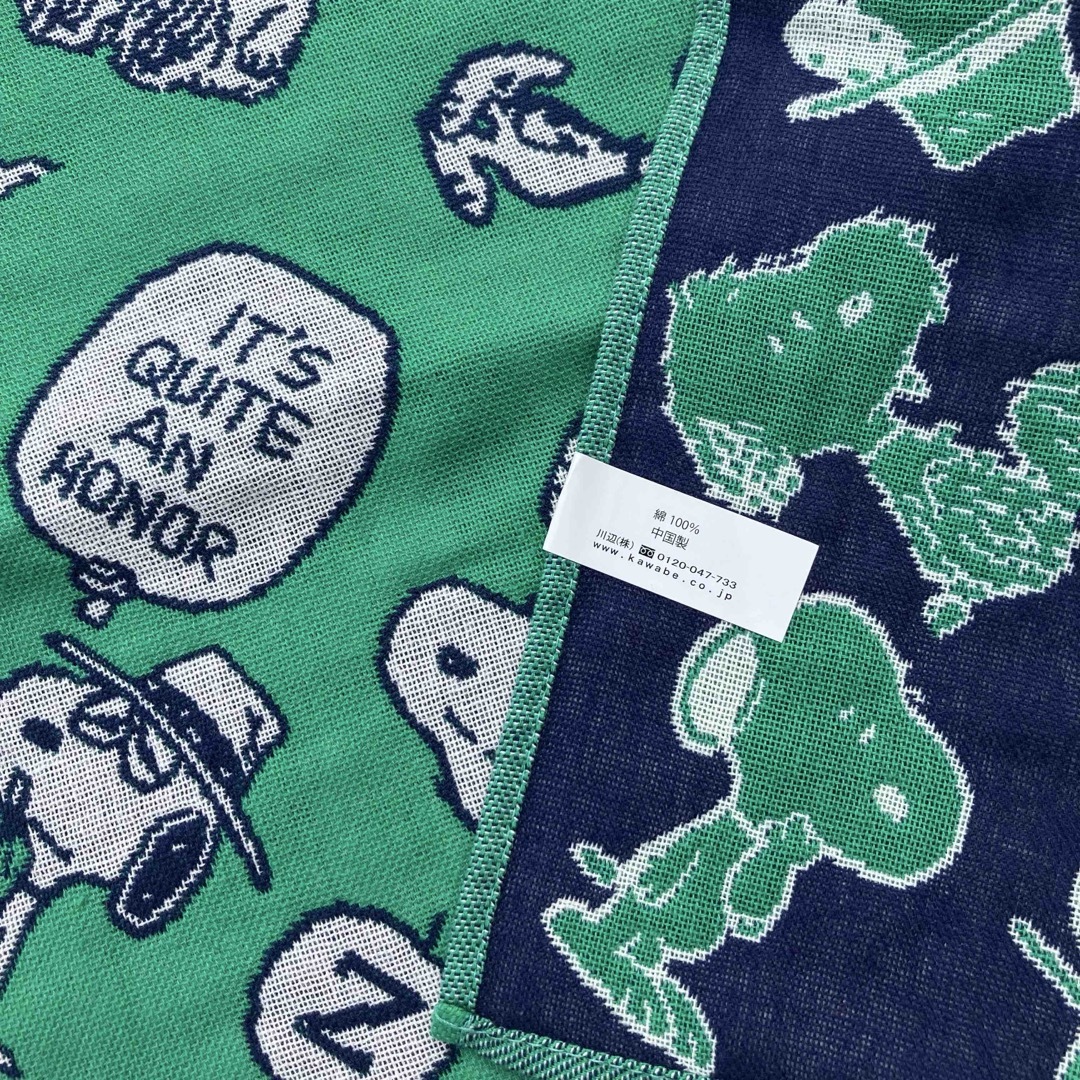 IT'S
QUITE
AN
HONOR
綿 100%
中国製
川辺(株) 0120-047-733
www.kawabe.co.jp
Z